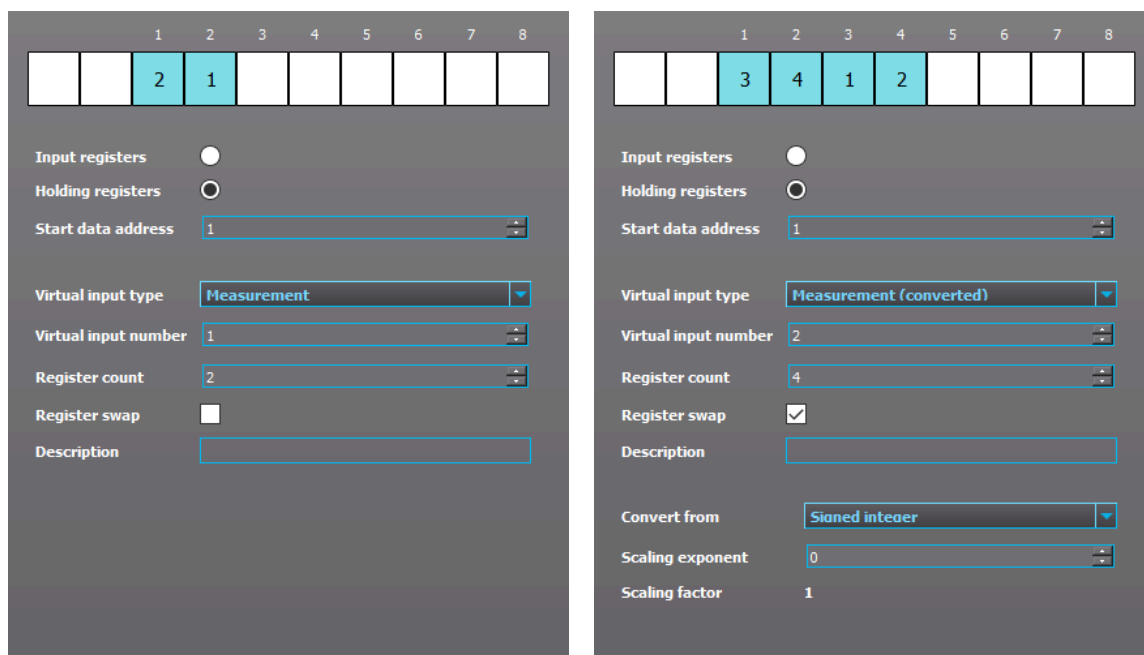 1 2 3 4 5 6 7 8
2 1
Input registers
Holding registers
Start data address 1
Virtual input type Measurement
Virtual input number 1
Register count 2
Register swap
Description
1 2 3 4 5 6 7 8
3 4 1 2
Input registers
Holding registers
Start data address 1
Virtual input type Measurement (converted)
Virtual input number 2
Register count 4
Register swap
Description
Convert from Signed integer
Scaling exponent 0
Scaling factor 1